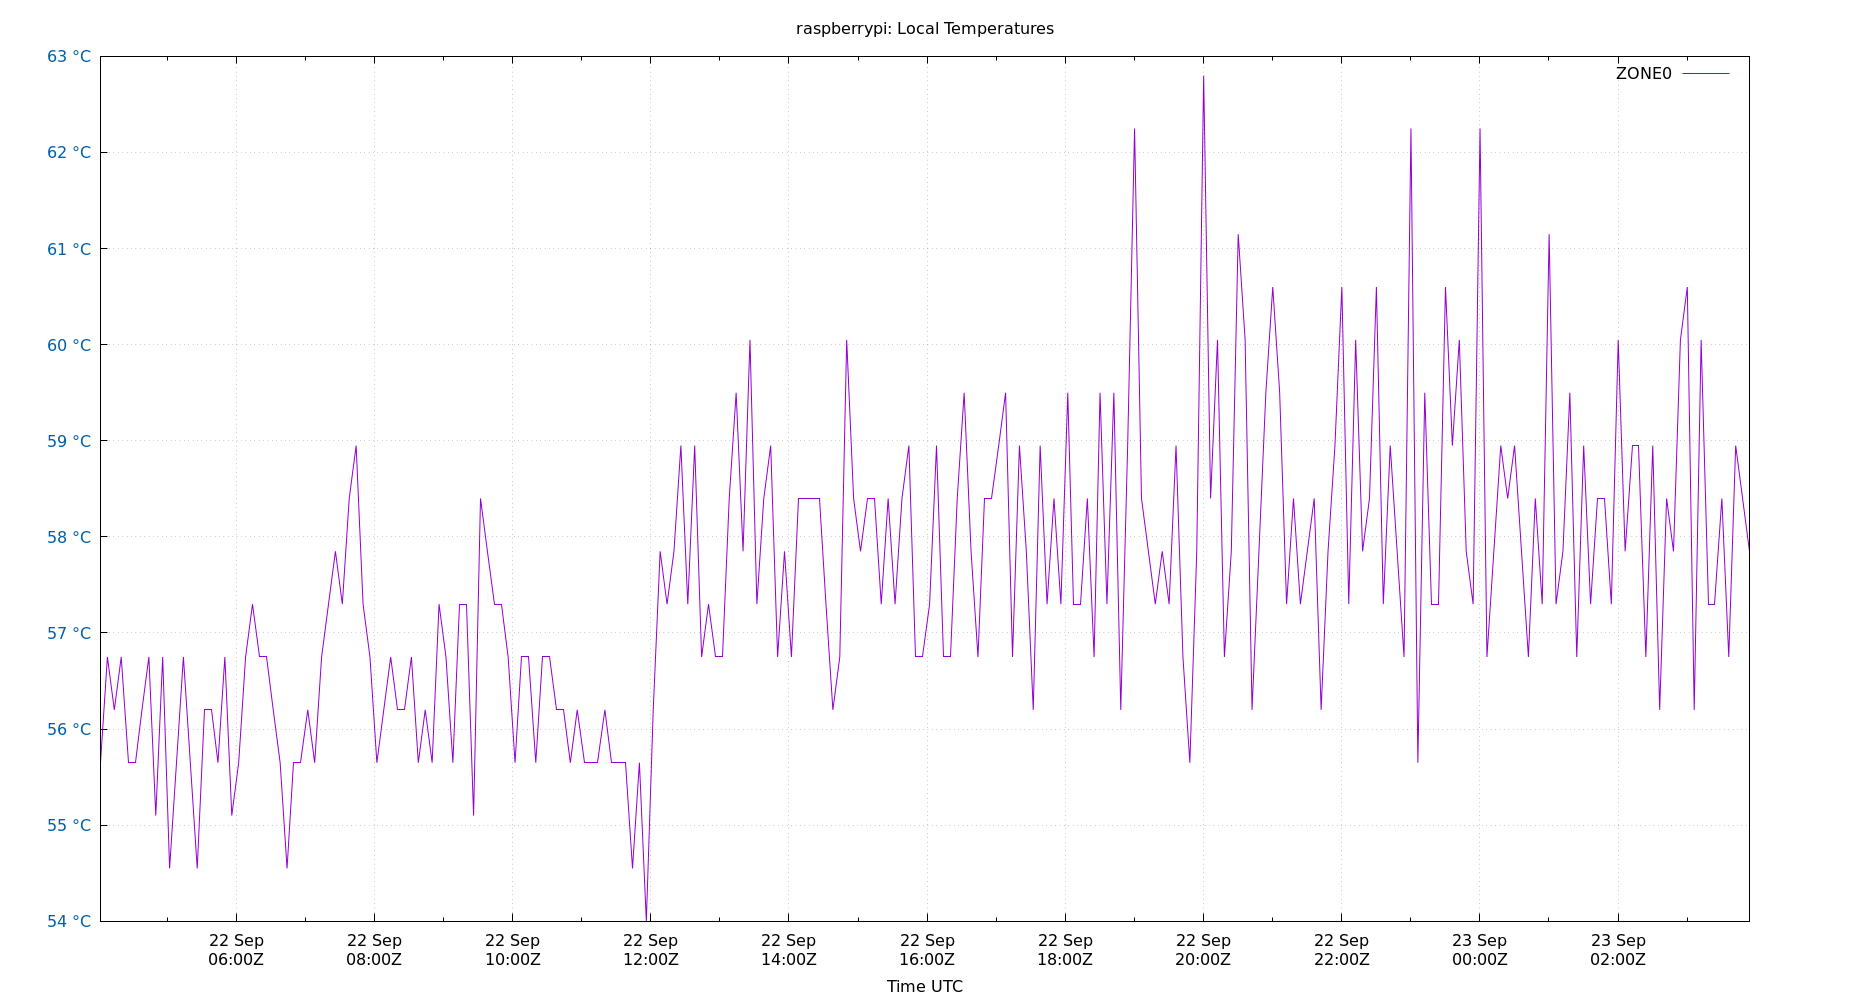 raspberrypi: Local Temperatures
63 °C
ZONE0
62 °C
61 °C
60 °C
59 °C
58 °C
57 °C
56 °C
55 °C
54 °C
22 Sep 22 Sep 22 Sep 22 Sep 22 Sep 22 Sep 22 Sep 22 Sep 22 Sep 23 Sep 23 Sep
06:00Z 08:00Z 10:00Z 12:00Z 14:00Z 16:00Z 18:00Z 20:00Z 22:00Z 00:00Z 02:00Z
Time UTC